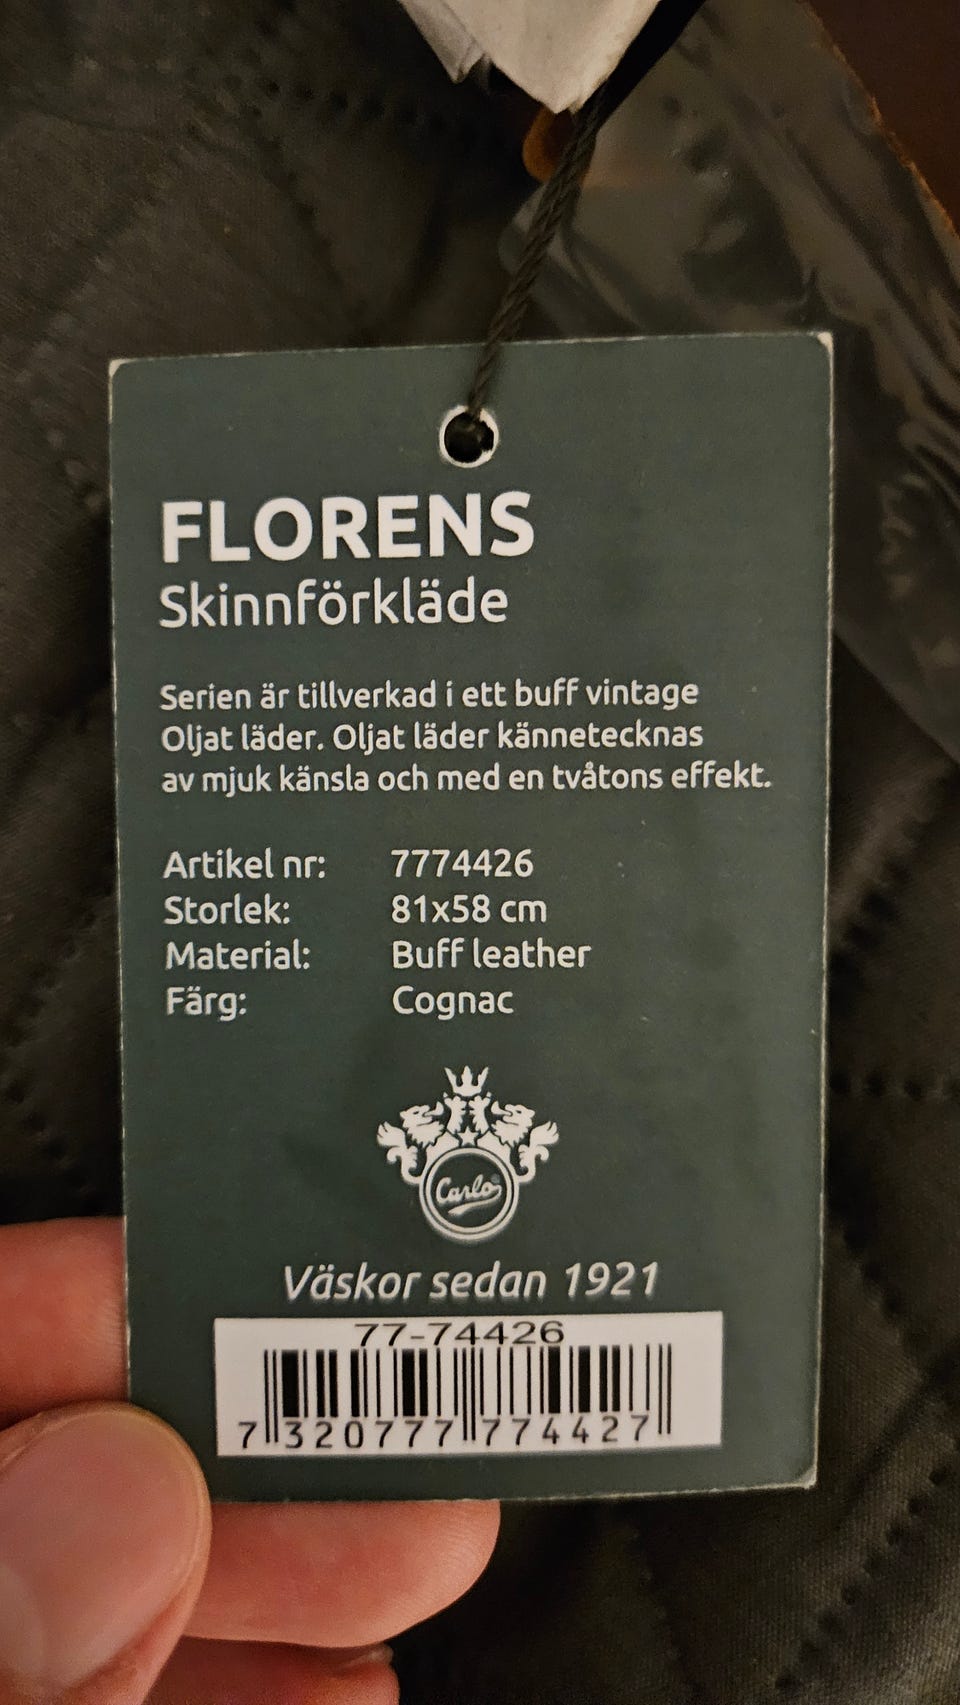 FLORENS
Skinnförkläde
Serien är tillverkad i ett buff vintage
Oljat läder. Oljat läder kännetecknas
av mjuk känsla och med en tvåtons effekt.
Artikel nr: 7774426
Storlek: 81x58 cm
Material: Buff leather
Färg: Cognac
Carlo®
Väskor sedan 1921
77-74426
7 320777 774427